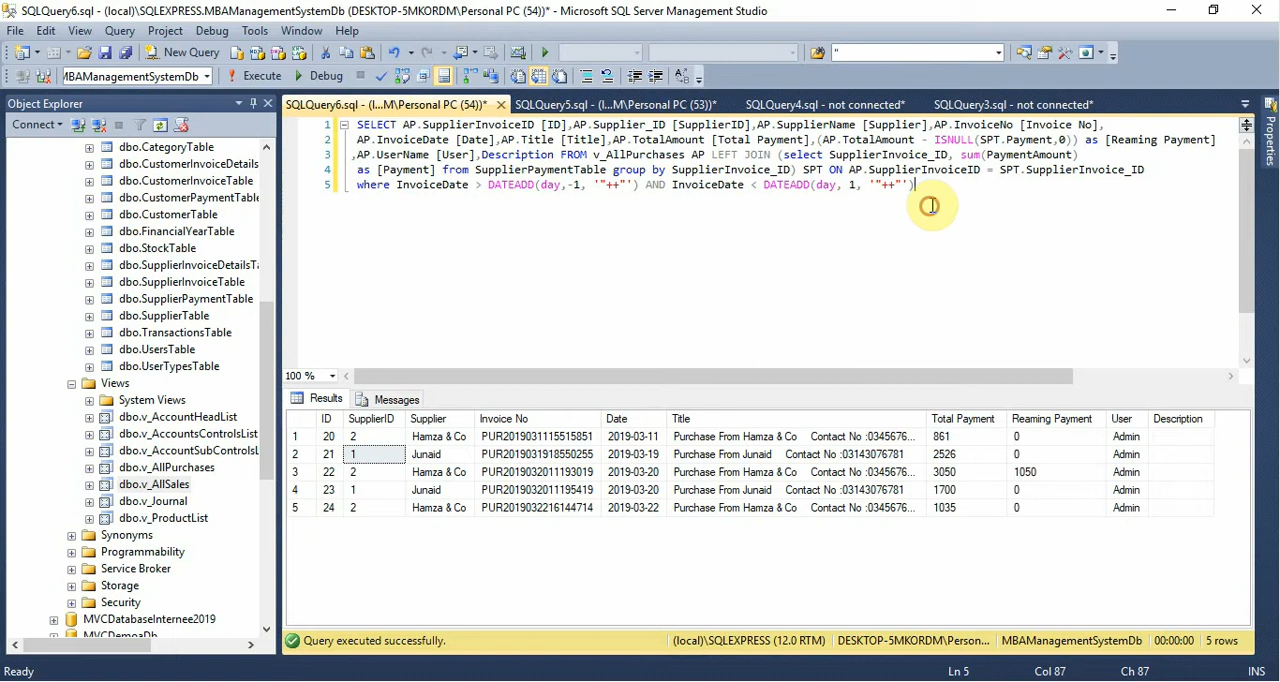 SQLQuery6.sql - (local)\SQLEXPRESS.MBAManagementSystemDb (DESKTOP-5MKORDM\Personal PC (54))* - Microsoft SQL Server Management Studio
File Edit View Query Project Debug Tools Window Help
New Query "
MBAManagementSystemDb Execute Debug
Object Explorer
SQLQuery6.sql - (l...M\Personal PC (54))* SQLQuery5.sql - (l...M\Personal PC (53))* SQLQuery4.sql - not connected* SQLQuery3.sql - not connected*
Connect
Properties
1 SELECT AP.SupplierInvoiceID [ID],AP.Supplier_ID [SupplierID],AP.SupplierName [Supplier],AP.InvoiceNo [Invoice No],
2 AP.InvoiceDate [Date],AP.Title [Title],AP.TotalAmount [Total Payment],(AP.TotalAmount - ISNULL(SPT.Payment,0)) as [Reaming Payment]
3 ,AP.UserName [User],Description FROM v_AllPurchases AP LEFT JOIN (select SupplierInvoice_ID, sum(PaymentAmount)
4 as [Payment] from SupplierPaymentTable group by SupplierInvoice_ID) SPT ON AP.SupplierInvoiceID = SPT.SupplierInvoice_ID
5 where InvoiceDate > DATEADD(day,-1, '"++"') AND InvoiceDate < DATEADD(day, 1, '"++"')
dbo.CategoryTable
dbo.CustomerInvoiceDetails
dbo.CustomerInvoiceTable
dbo.CustomerPaymentTable
dbo.CustomerTable
dbo.FinancialYearTable
dbo.StockTable
dbo.SupplierInvoiceDetailsT
dbo.SupplierInvoiceTable
dbo.SupplierPaymentTable
dbo.SupplierTable
dbo.TransactionsTable
dbo.UsersTable
dbo.UserTypesTable
Views
System Views
dbo.v_AccountHeadList
dbo.v_AccountsControlsList
dbo.v_AccountSubControlsL
dbo.v_AllPurchases
dbo.v_AllSales
dbo.v_Journal
dbo.v_ProductList
Synonyms
Programmability
Service Broker
Storage
Security
MVCDatabaseInternee2019
MVCDemoaDb
100 %
Results Messages
ID SupplierID Supplier Invoice No Date Title Total Payment Reaming Payment User Description
1 20 2 Hamza & Co PUR2019031115515851 2019-03-11 Purchase From Hamza & Co Contact No :0345676... 861 0 Admin
2 21 1 Junaid PUR2019031918550255 2019-03-19 Purchase From Junaid Contact No :03143076781 2526 0 Admin
3 22 2 Hamza & Co PUR2019032011193019 2019-03-20 Purchase From Hamza & Co Contact No :0345676... 3050 1050 Admin
4 23 1 Junaid PUR2019032011195419 2019-03-20 Purchase From Junaid Contact No :03143076781 1700 0 Admin
5 24 2 Hamza & Co PUR2019032216144714 2019-03-22 Purchase From Hamza & Co Contact No :0345676... 1035 0 Admin
Query executed successfully. (local)\SQLEXPRESS (12.0 RTM) DESKTOP-5MKORDM\Person... MBAManagementSystemDb 00:00:00 5 rows
Ready Ln 5 Col 87 Ch 87 INS